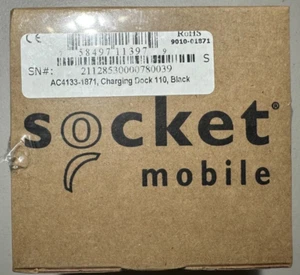 CE RoHS
9010-01571
58497 11397 9 S
SN#: 21128530000780039
AC4133-1871, Charging Dock 110, Black
socket®
mobile